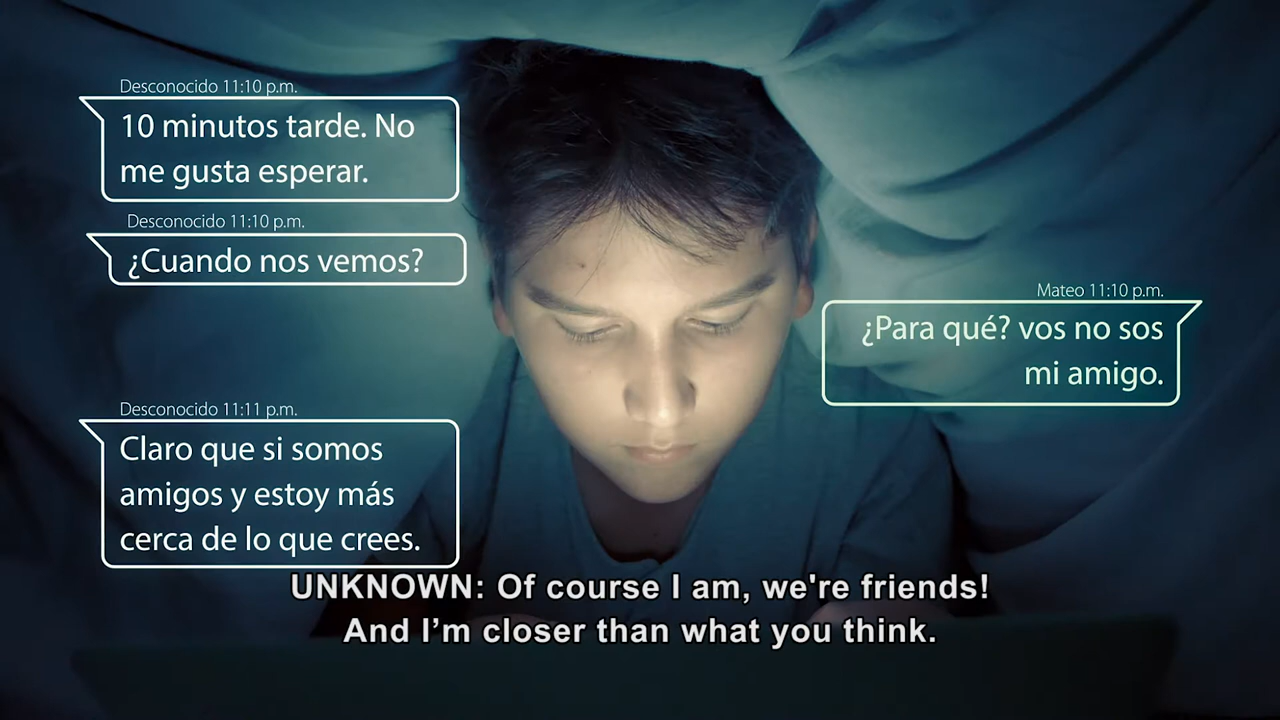 Desconocido 11:10 p.m.
10 minutos tarde. No
me gusta esperar.
Desconocido 11:10 p.m.
¿Cuando nos vemos?
Mateo 11:10 p.m.
¿Para qué? vos no sos
mi amigo.
Desconocido 11:11 p.m.
Claro que si somos
amigos y estoy más
cerca de lo que crees.
UNKNOWN: Of course I am, we're friends!
And I’m closer than what you think.